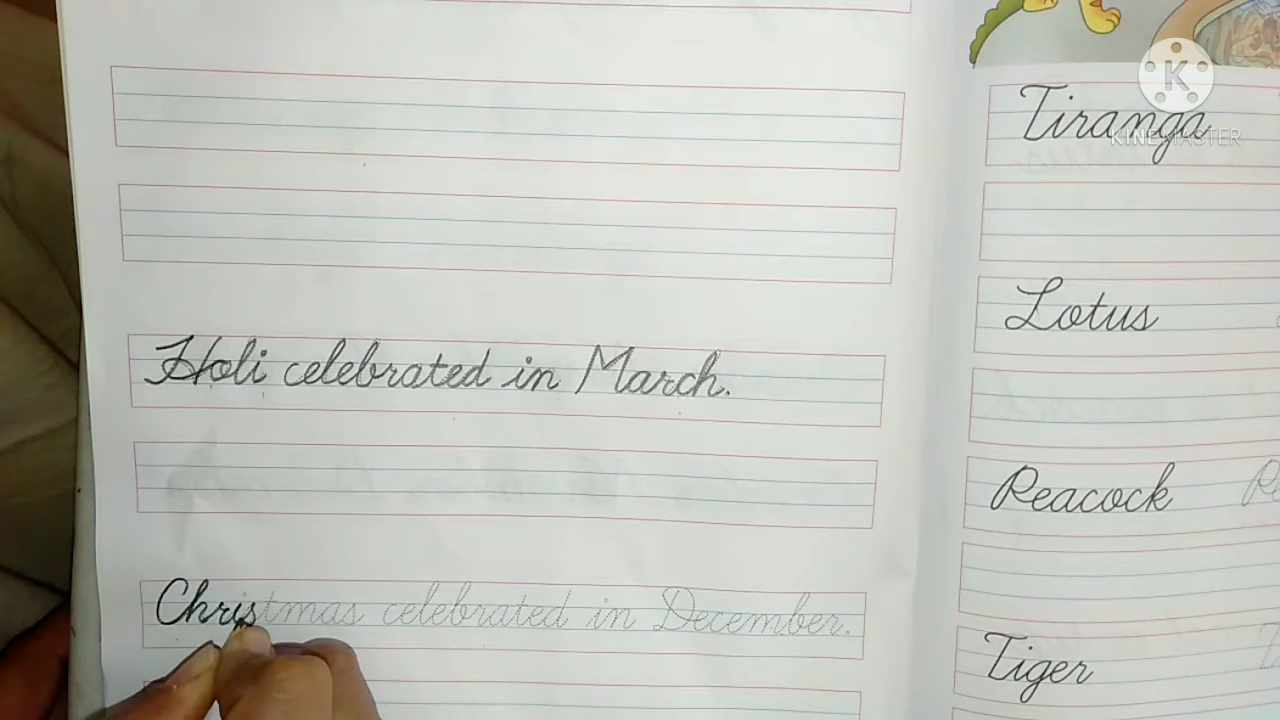 Holi celebrated in March.
Christmas celebrated in December.
Tiranga
Lotus
Peacock
Tiger
K
KINEMASTER